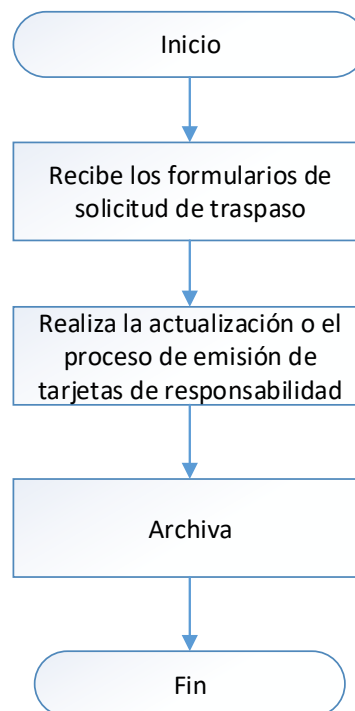 Inicio
Recibe los formularios de
solicitud de traspaso
Realiza la actualización o el
proceso de emisión de
tarjetas de responsabilidad
Archiva
Fin